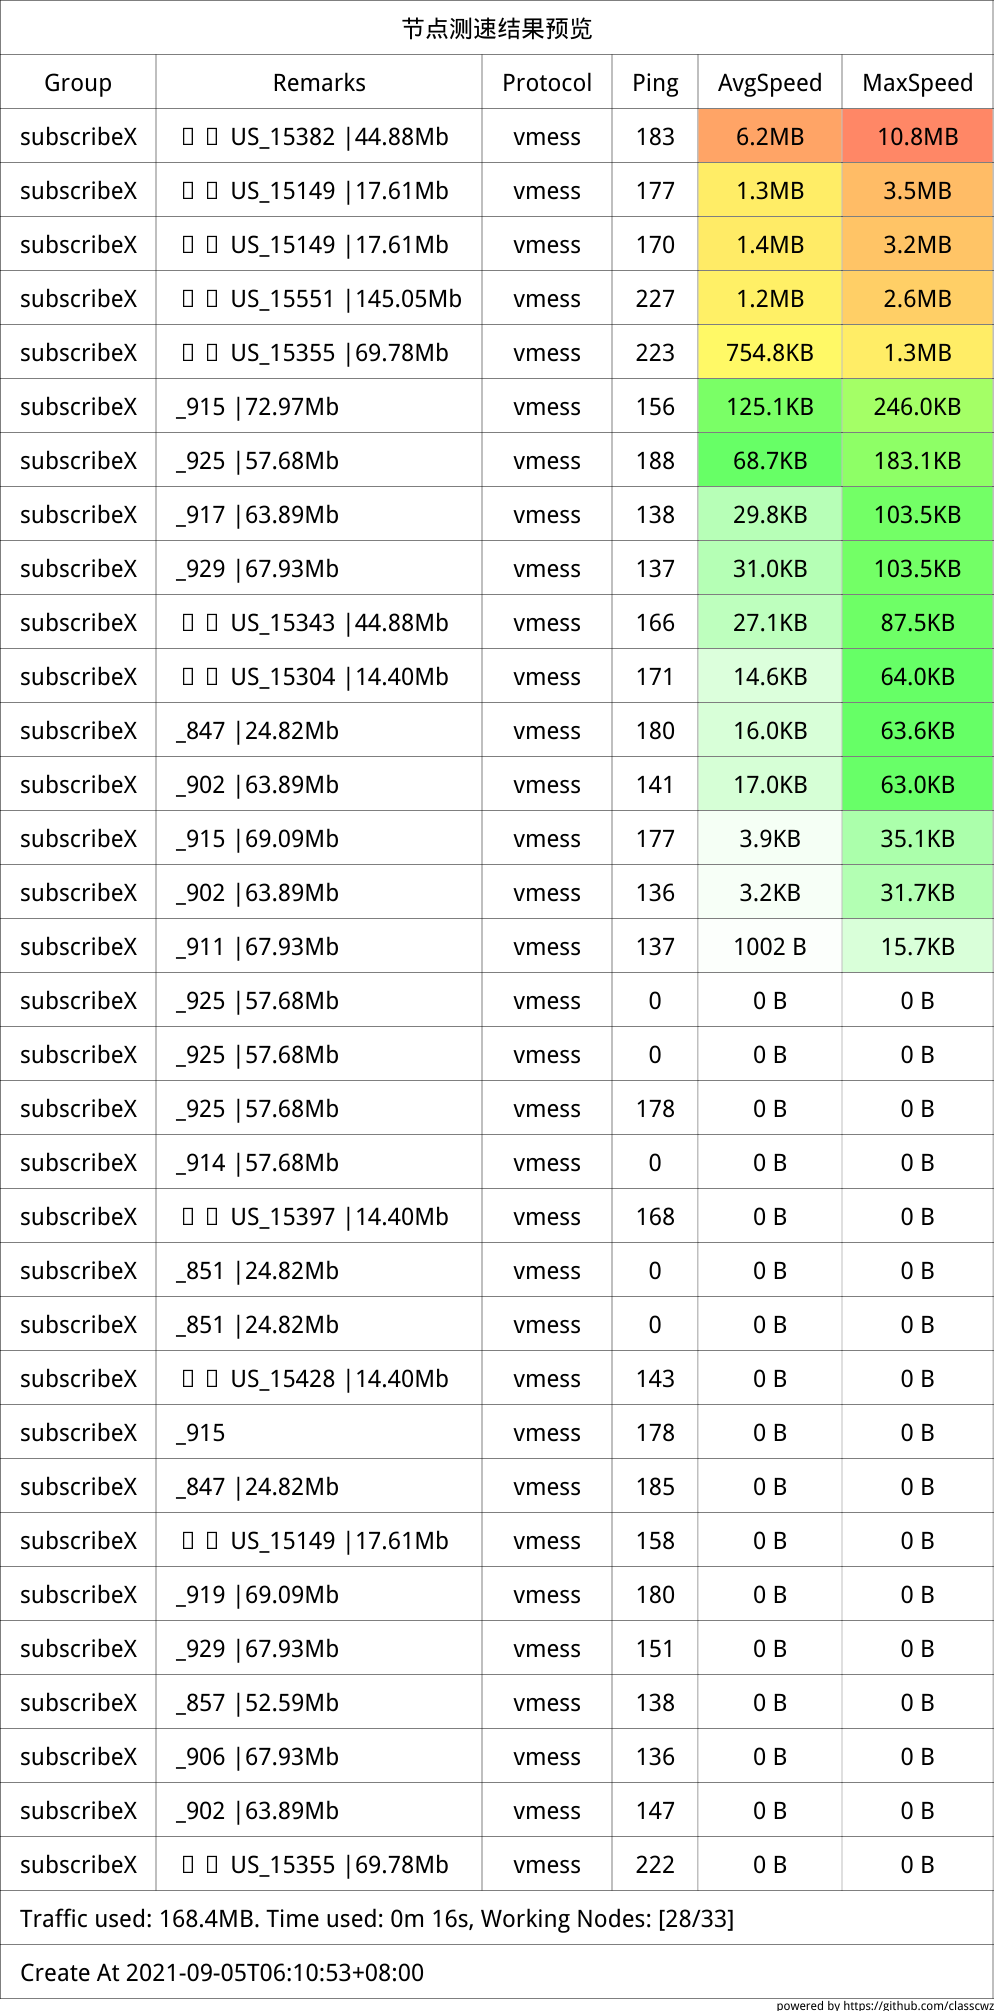 节点测速结果预览
Group Remarks Protocol Ping AvgSpeed MaxSpeed
subscribeX US_15382 |44.88Mb vmess 183 6.2MB 10.8MB
subscribeX US_15149 |17.61Mb vmess 177 1.3MB 3.5MB
subscribeX US_15149 |17.61Mb vmess 170 1.4MB 3.2MB
subscribeX US_15551 |145.05Mb vmess 227 1.2MB 2.6MB
subscribeX US_15355 |69.78Mb vmess 223 754.8KB 1.3MB
subscribeX _915 |72.97Mb vmess 156 125.1KB 246.0KB
subscribeX _925 |57.68Mb vmess 188 68.7KB 183.1KB
subscribeX _917 |63.89Mb vmess 138 29.8KB 103.5KB
subscribeX _929 |67.93Mb vmess 137 31.0KB 103.5KB
subscribeX US_15343 |44.88Mb vmess 166 27.1KB 87.5KB
subscribeX US_15304 |14.40Mb vmess 171 14.6KB 64.0KB
subscribeX _847 |24.82Mb vmess 180 16.0KB 63.6KB
subscribeX _902 |63.89Mb vmess 141 17.0KB 63.0KB
subscribeX _915 |69.09Mb vmess 177 3.9KB 35.1KB
subscribeX _902 |63.89Mb vmess 136 3.2KB 31.7KB
subscribeX _911 |67.93Mb vmess 137 1002 B 15.7KB
subscribeX _925 |57.68Mb vmess 0 0 B 0 B
subscribeX _925 |57.68Mb vmess 0 0 B 0 B
subscribeX _925 |57.68Mb vmess 178 0 B 0 B
subscribeX _914 |57.68Mb vmess 0 0 B 0 B
subscribeX US_15397 |14.40Mb vmess 168 0 B 0 B
subscribeX _851 |24.82Mb vmess 0 0 B 0 B
subscribeX _851 |24.82Mb vmess 0 0 B 0 B
subscribeX US_15428 |14.40Mb vmess 143 0 B 0 B
subscribeX _915 vmess 178 0 B 0 B
subscribeX _847 |24.82Mb vmess 185 0 B 0 B
subscribeX US_15149 |17.61Mb vmess 158 0 B 0 B
subscribeX _919 |69.09Mb vmess 180 0 B 0 B
subscribeX _929 |67.93Mb vmess 151 0 B 0 B
subscribeX _857 |52.59Mb vmess 138 0 B 0 B
subscribeX _906 |67.93Mb vmess 136 0 B 0 B
subscribeX _902 |63.89Mb vmess 147 0 B 0 B
subscribeX US_15355 |69.78Mb vmess 222 0 B 0 B
Traffic used: 168.4MB. Time used: 0m 16s, Working Nodes: [28/33]
Create At 2021-09-05T06:10:53+08:00
powered by https://github.com/classcwz